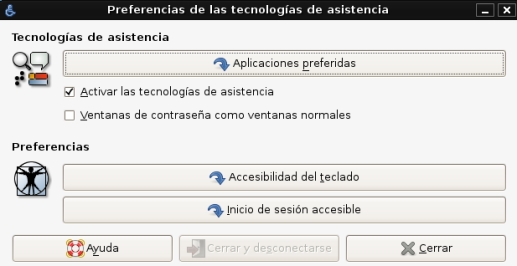 Preferencias de las tecnologías de asistencia
Tecnologías de asistencia
Aplicaciones preferidas
Activar las tecnologías de asistencia
Ventanas de contraseña como ventanas normales
Preferencias
Accesibilidad del teclado
Inicio de sesión accesible
Ayuda Cerrar y desconectarse Cerrar